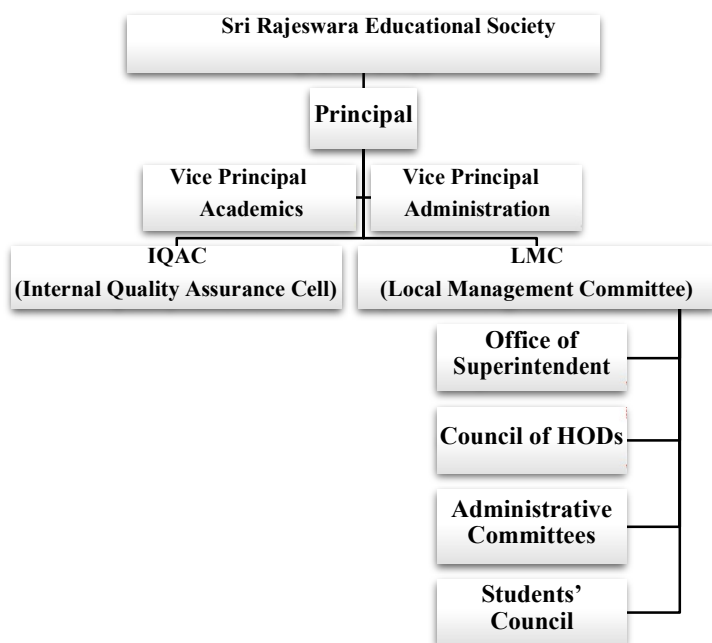 Sri Rajeswara Educational Society
Principal
Vice Principal
Academics
Vice Principal
Administration
IQAC
(Internal Quality Assurance Cell)
LMC
(Local Management Committee)
Office of
Superintendent
Council of HODs
Administrative
Committees
Students’
Council